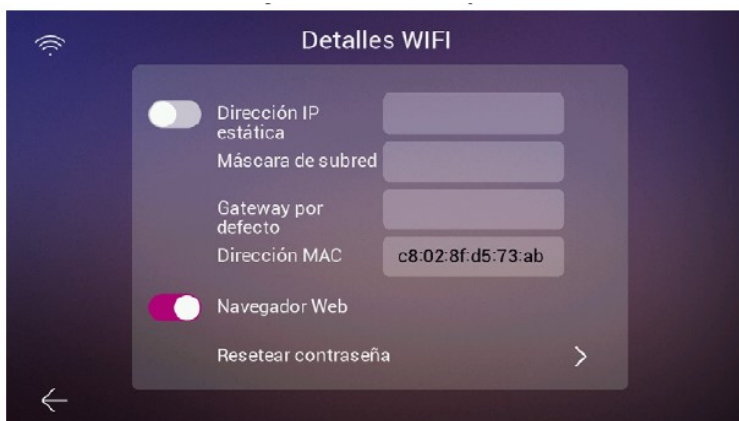 Detalles WIFI
Dirección IP
estática
Máscara de subred
Gateway por
defecto
Dirección MAC
c8:02:8f:d5:73:ab
Navegador Web
Resetear contraseña